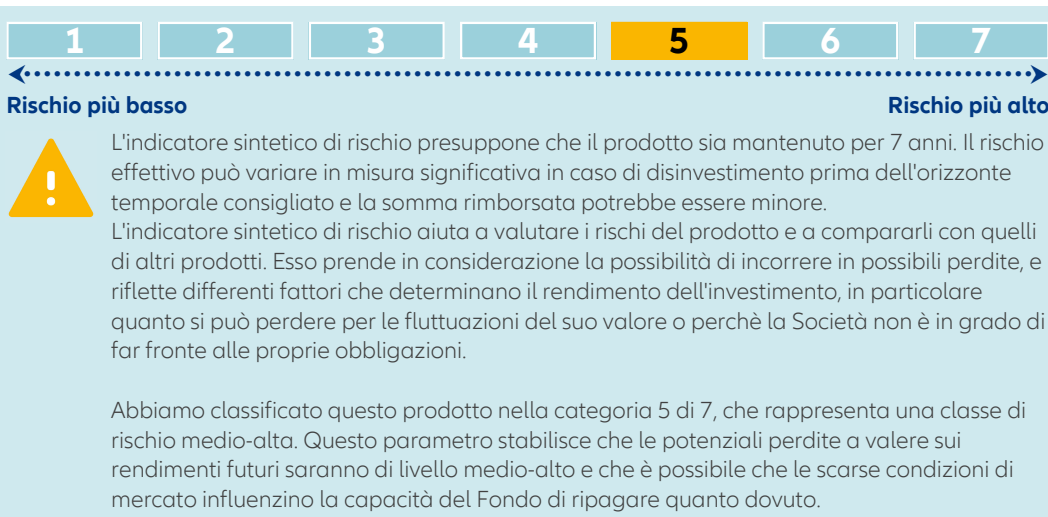 1 2 3 4 5 6 7
Rischio più basso Rischio più alto
L'indicatore sintetico di rischio presuppone che il prodotto sia mantenuto per 7 anni. Il rischio
effettivo può variare in misura significativa in caso di disinvestimento prima dell'orizzonte
temporale consigliato e la somma rimborsata potrebbe essere minore.
L'indicatore sintetico di rischio aiuta a valutare i rischi del prodotto e a compararli con quelli
di altri prodotti. Esso prende in considerazione la possibilità di incorrere in possibili perdite, e
riflette differenti fattori che determinano il rendimento dell'investimento, in particolare
quanto si può perdere per le fluttuazioni del suo valore o perchè la Società non è in grado di
far fronte alle proprie obbligazioni.
Abbiamo classificato questo prodotto nella categoria 5 di 7, che rappresenta una classe di
rischio medio-alta. Questo parametro stabilisce che le potenziali perdite a valere sui
rendimenti futuri saranno di livello medio-alto e che è possibile che le scarse condizioni di
mercato influenzino la capacità del Fondo di ripagare quanto dovuto.